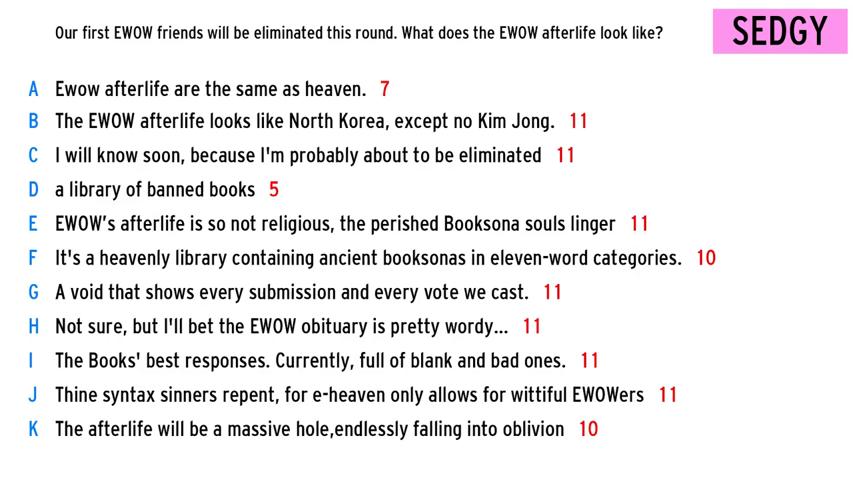 Our first EWOW friends will be eliminated this round. What does the EWOW afterlife look like?
SEDGY
A Ewow afterlife are the same as heaven. 7
B The EWOW afterlife looks like North Korea, except no Kim Jong. 11
C I will know soon, because I'm probably about to be eliminated 11
D a library of banned books 5
E EWOW’s afterlife is so not religious, the perished Booksona souls linger 11
F It's a heavenly library containing ancient booksonas in eleven-word categories. 10
G A void that shows every submission and every vote we cast. 11
H Not sure, but I'll bet the EWOW obituary is pretty wordy... 11
I The Books' best responses. Currently, full of blank and bad ones. 11
J Thine syntax sinners repent, for e-heaven only allows for wittiful EWOWers 11
K The afterlife will be a massive hole,endlessly falling into oblivion 10